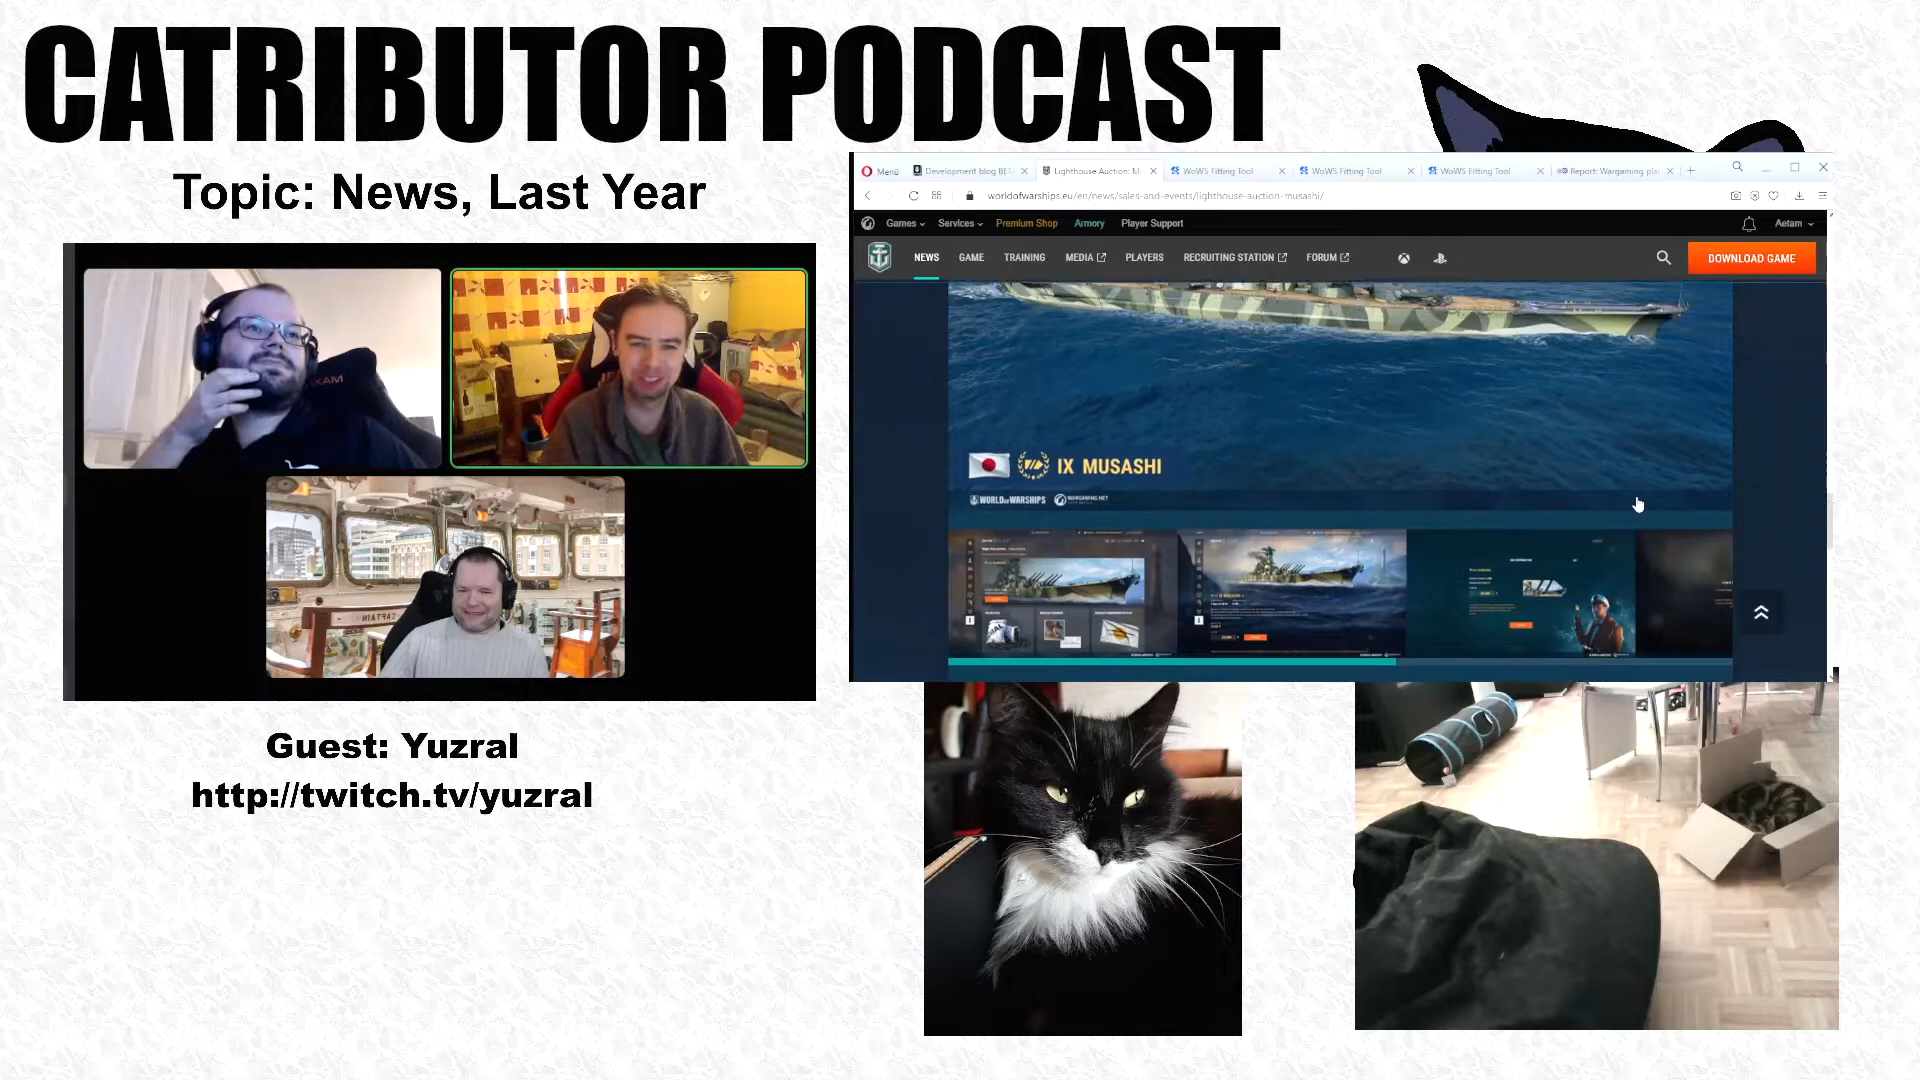 CATRIBUTOR PODCAST
Topic: News, Last Year
Menü
Development blog BET
Lighthouse Auction: M
WoWS Fitting Tool
WoWS Fitting Tool
WoWS Fitting Tool
Report: Wargaming pla
worldofwarships.eu/en/news/sales-and-events/lighthouse-auction-musashi/
Games
Services
Premium Shop
Armory
Player Support
Aetam
NEWS
GAME
TRAINING
MEDIA
PLAYERS
RECRUITING STATION
FORUM
DOWNLOAD GAME
IX MUSASHI
WORLD OF WARSHIPS
WARGAMING.NET
CAPTAIN
Guest: Yuzral
http://twitch.tv/yuzral